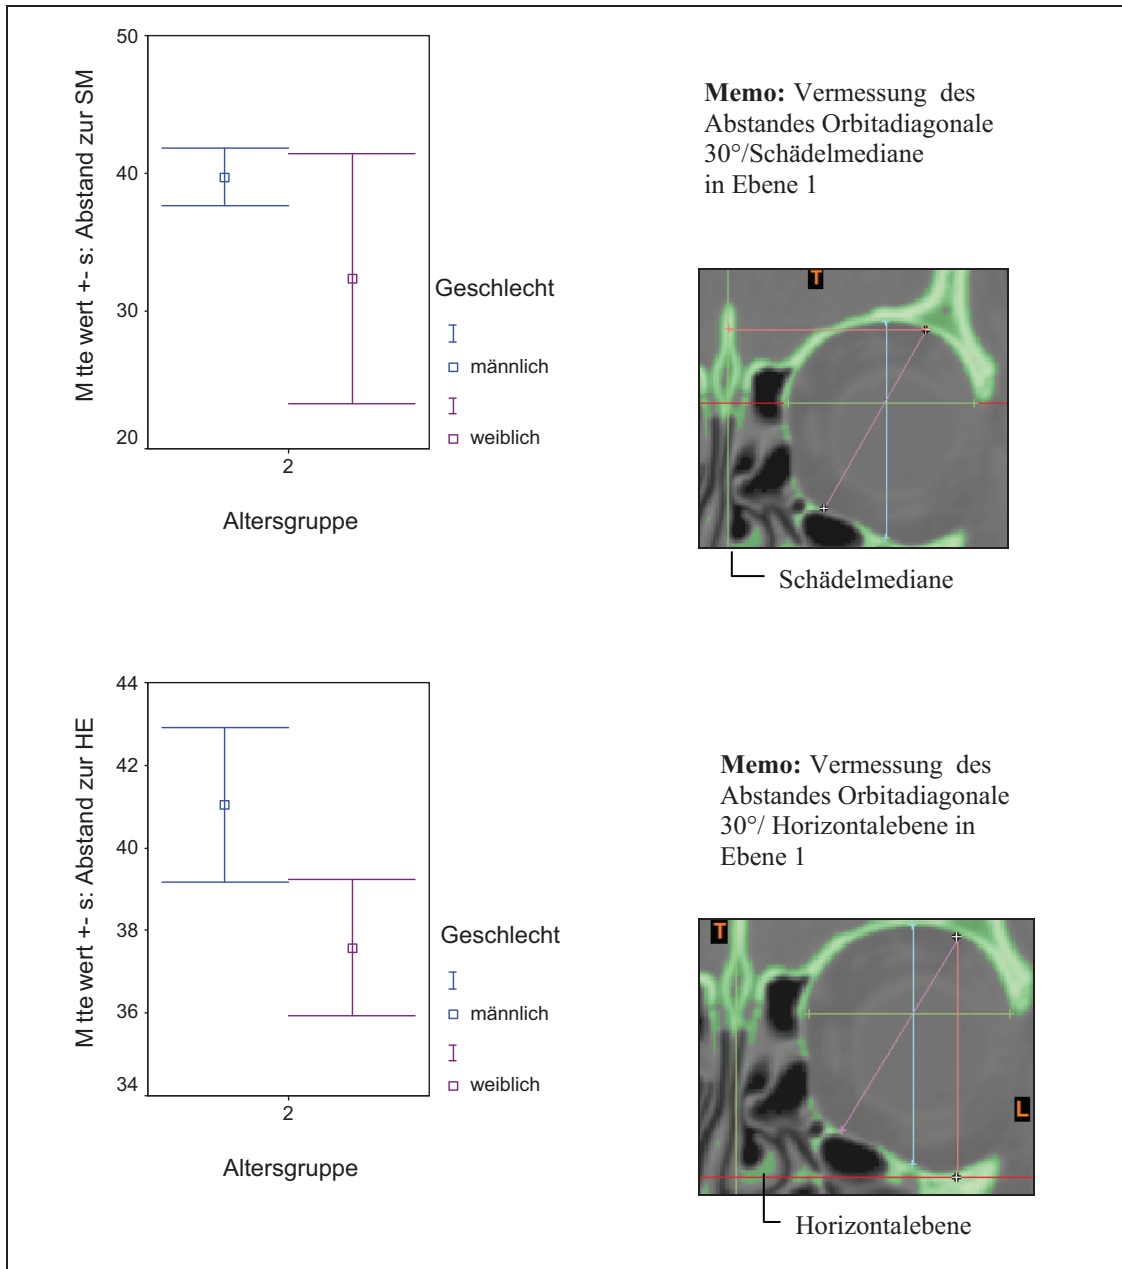 50
40
30
20
M tte wert +- s: Abstand zur SM
2
Altersgruppe
Geschlecht
männlich
weiblich
Memo: Vermessung des
Abstandes Orbitadiagonale
30°/Schädelmediane
in Ebene 1
T
Schädelmediane
44
42
40
38
36
34
M tte wert +- s: Abstand zur HE
2
Altersgruppe
Geschlecht
männlich
weiblich
Memo: Vermessung des
Abstandes Orbitadiagonale
30°/ Horizontalebene in
Ebene 1
T
L
Horizontalebene